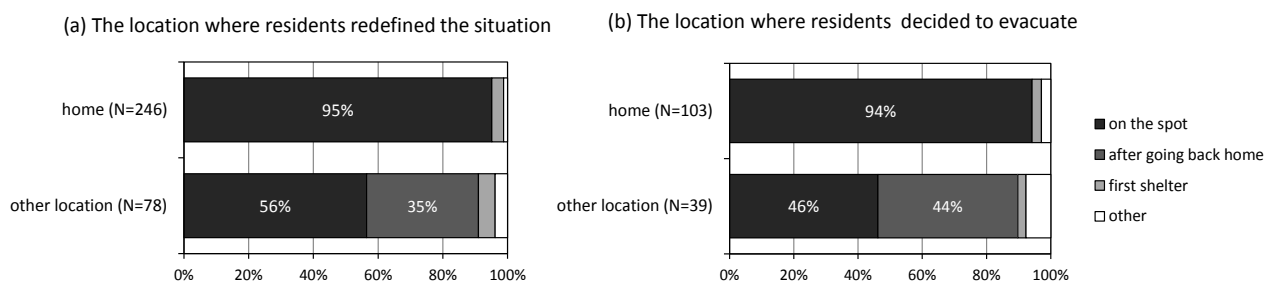 (a) The location where residents redefined the situation
home (N=246)
95%
other location (N=78)
56%
35%
0%
20%
40%
60%
80%
100%
(b) The location where residents decided to evacuate
home (N=103)
94%
other location (N=39)
46%
44%
0%
20%
40%
60%
80%
100%
on the spot
after going back home
first shelter
other